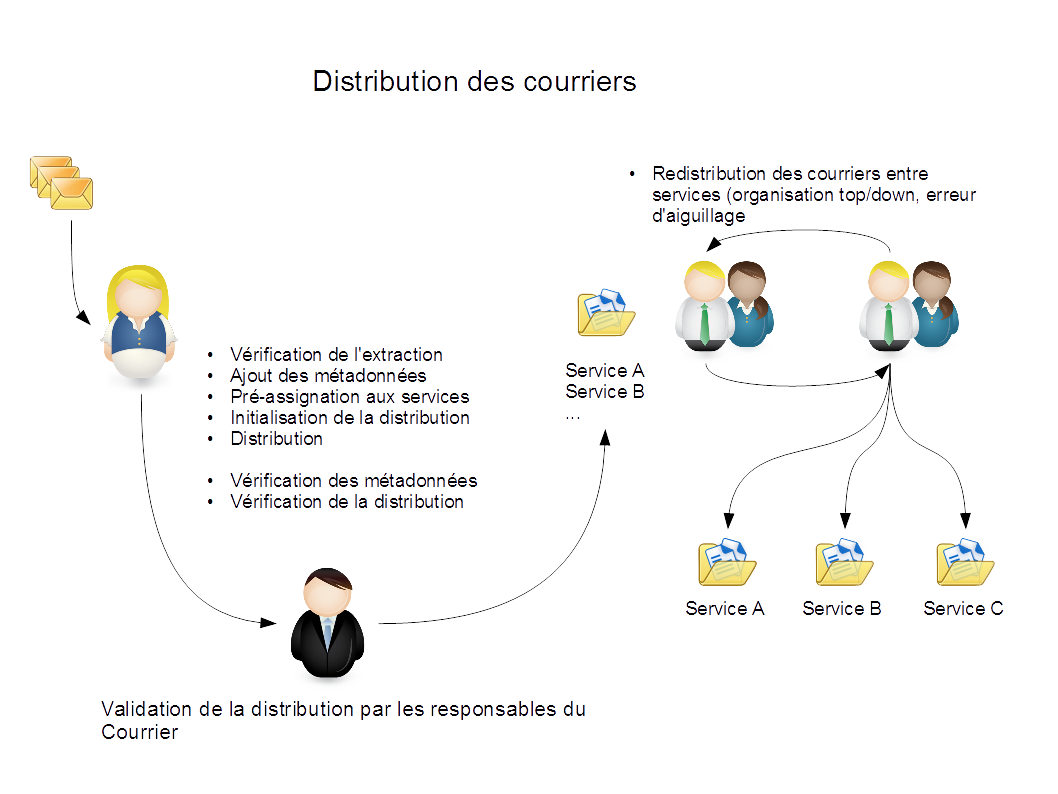 Distribution des courriers
• Redistribution des courriers entre
services (organisation top/down, erreur
d'aiguillage
• Vérification de l'extraction
• Ajout des métadonnées
• Pré-assignation aux services
• Initialisation de la distribution
• Distribution
• Vérification des métadonnées
• Vérification de la distribution
Service A
Service B
...
Service A
Service B
Service C
Validation de la distribution par les responsables du
Courrier